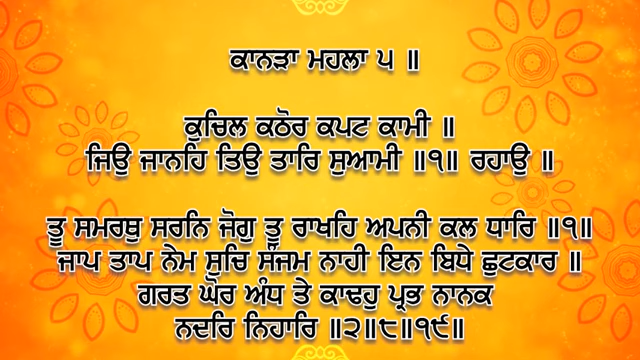 ਕਾਨੜਾ ਮਹਲਾ ੫ ॥
ਕੁਚਿਲ ਕਠੋਰ ਕਪਟ ਕਾਮੀ ॥
ਜਿਉ ਜਾਨਹਿ ਤਿਉ ਤਾਰਿ ਸੁਆਮੀ ॥੧॥ ਰਹਾਉ ॥
ਤੂ ਸਮਰਥੁ ਸਰਨਿ ਜੋਗੁ ਤੂ ਰਾਖਹਿ ਅਪਨੀ ਕਲ ਧਾਰਿ ॥੧॥
ਜਾਪ ਤਾਪ ਨੇਮ ਸੁਚਿ ਸੰਜਮ ਨਾਹੀ ਇਨ ਬਿਧੇ ਛੁਟਕਾਰ ॥
ਗਰਤ ਘੋਰ ਅੰਧ ਤੇ ਕਾਢਹੁ ਪ੍ਰਭ ਨਾਨਕ
ਨਦਰਿ ਨਿਹਾਰਿ ॥੨॥੮॥੧੯॥